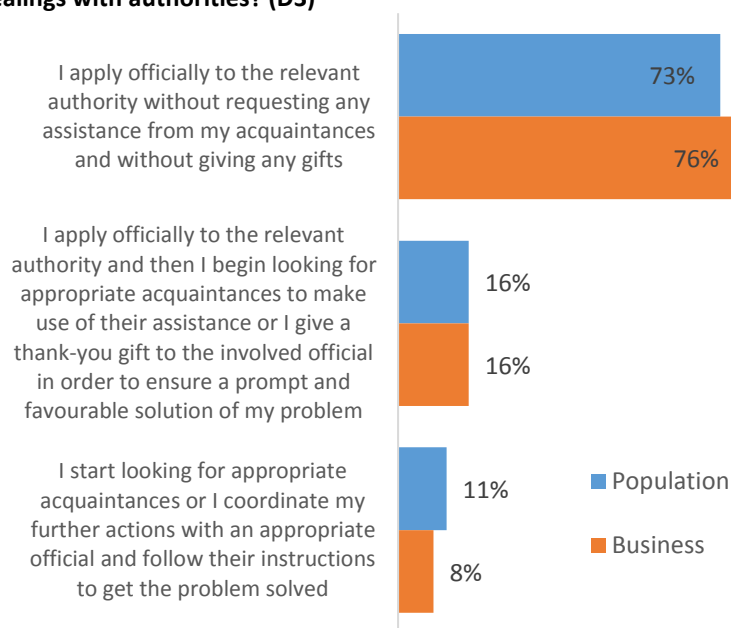 with authorities?
I apply officially to the relevant
authority without requesting any
assistance from my acquaintances
and without giving any gifts
73%
76%
I apply officially to the relevant
authority and then I begin looking for
appropriate acquaintances to make
use of their assistance or I give a
thank-you gift to the involved official
in order to ensure a prompt and
favourable solution of my problem
16%
16%
I start looking for appropriate
acquaintances or I coordinate my
further actions with an appropriate
official and follow their instructions
to get the problem solved
11%
8%
Population
Business